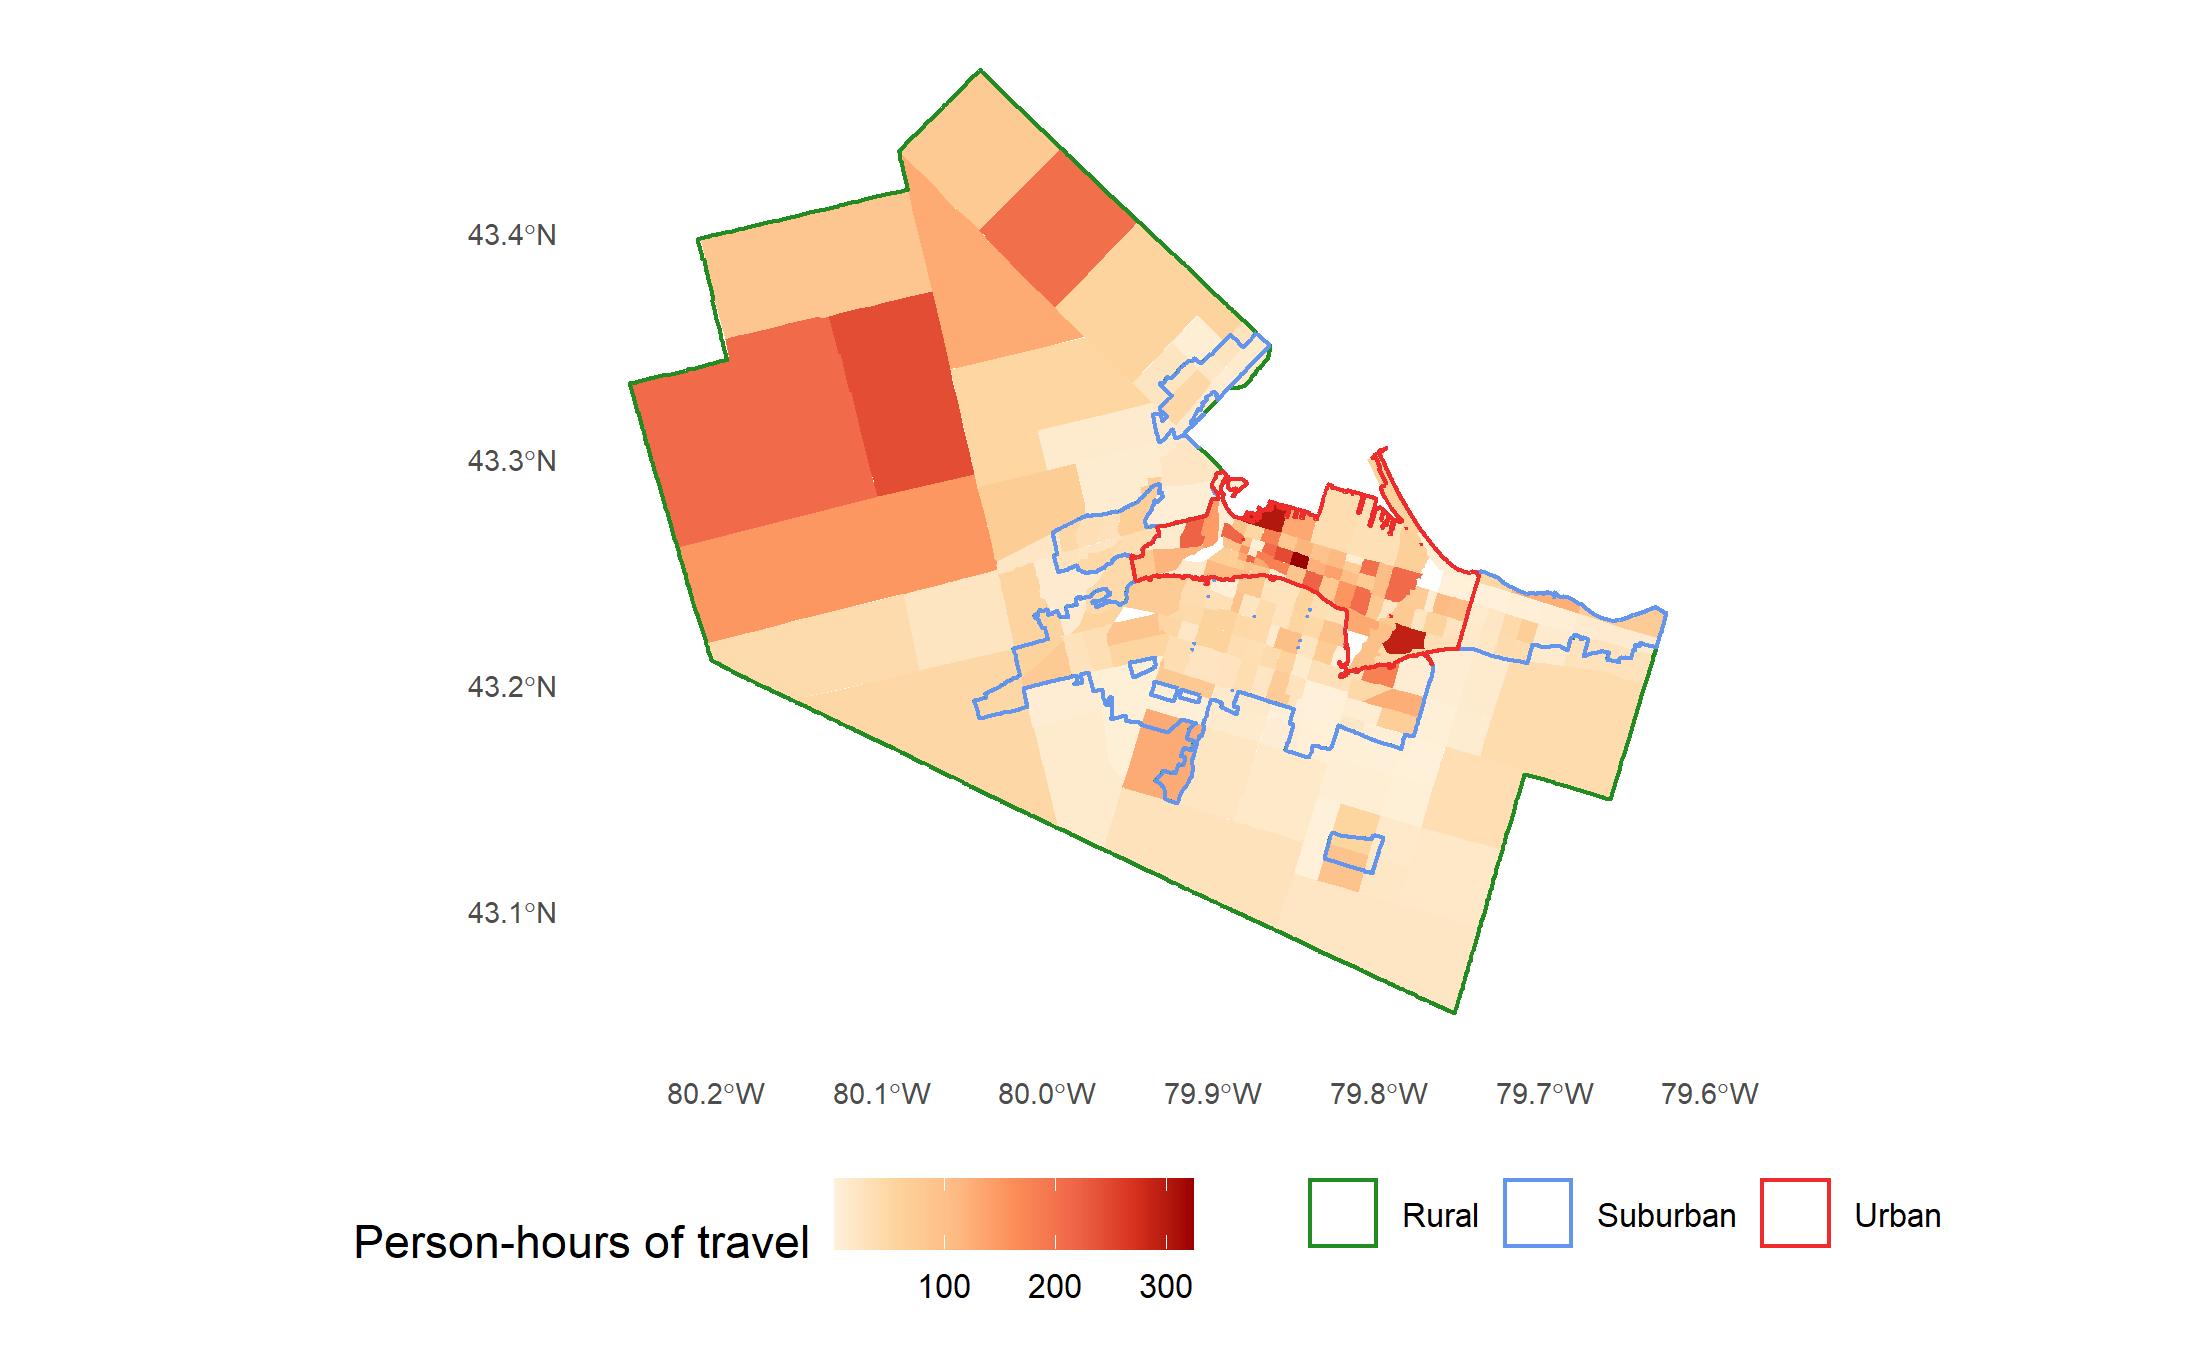 43.4°N
43.3°N
43.2°N
43.1°N
80.2°W 80.1°W 80.0°W 79.9°W 79.8°W 79.7°W 79.6°W
Person-hours of travel
100 200 300
Rural Suburban Urban